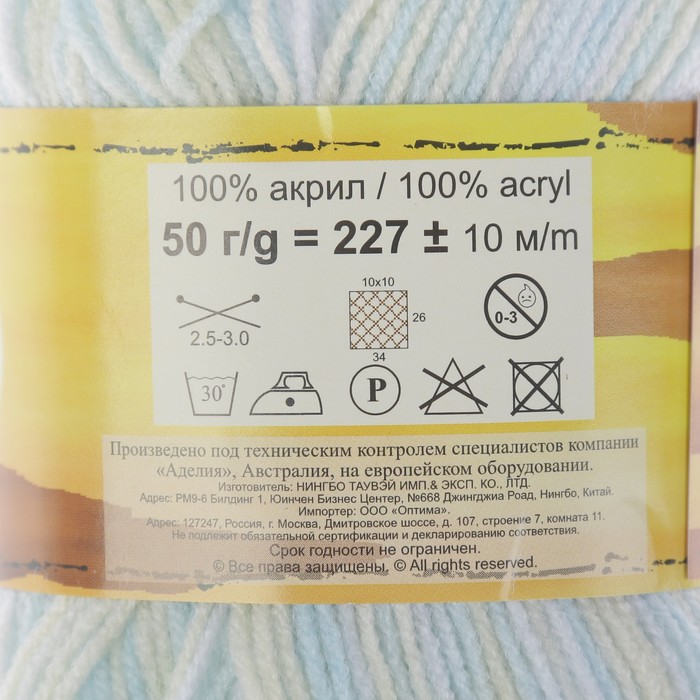 100% акрил / 100% acryl
50 г/g = 227 ± 10 м/m
10x10
26
34
2.5-3.0
0-3
30°
P
Произведено под техническим контролем специалистов компании
«Аделия», Австралия, на европейском оборудовании.
Изготовитель: НИНГБО ТАУВЭЙ ИМП.& ЭКСП. КО., ЛТД.
Адрес: РМ9-6 Билдинг 1, Юинчен Бизнес Центр, №668 Джингджиа Роад, Нингбо, Китай.
Импортер: ООО «Оптима».
Адрес: 127247, Россия, г. Москва, Дмитровское шоссе, д. 107, строение 7, комната 11.
Не подлежит обязательной сертификации и декларированию соответствия.
Срок годности не ограничен.
© Все права защищены. © All rights reserved.